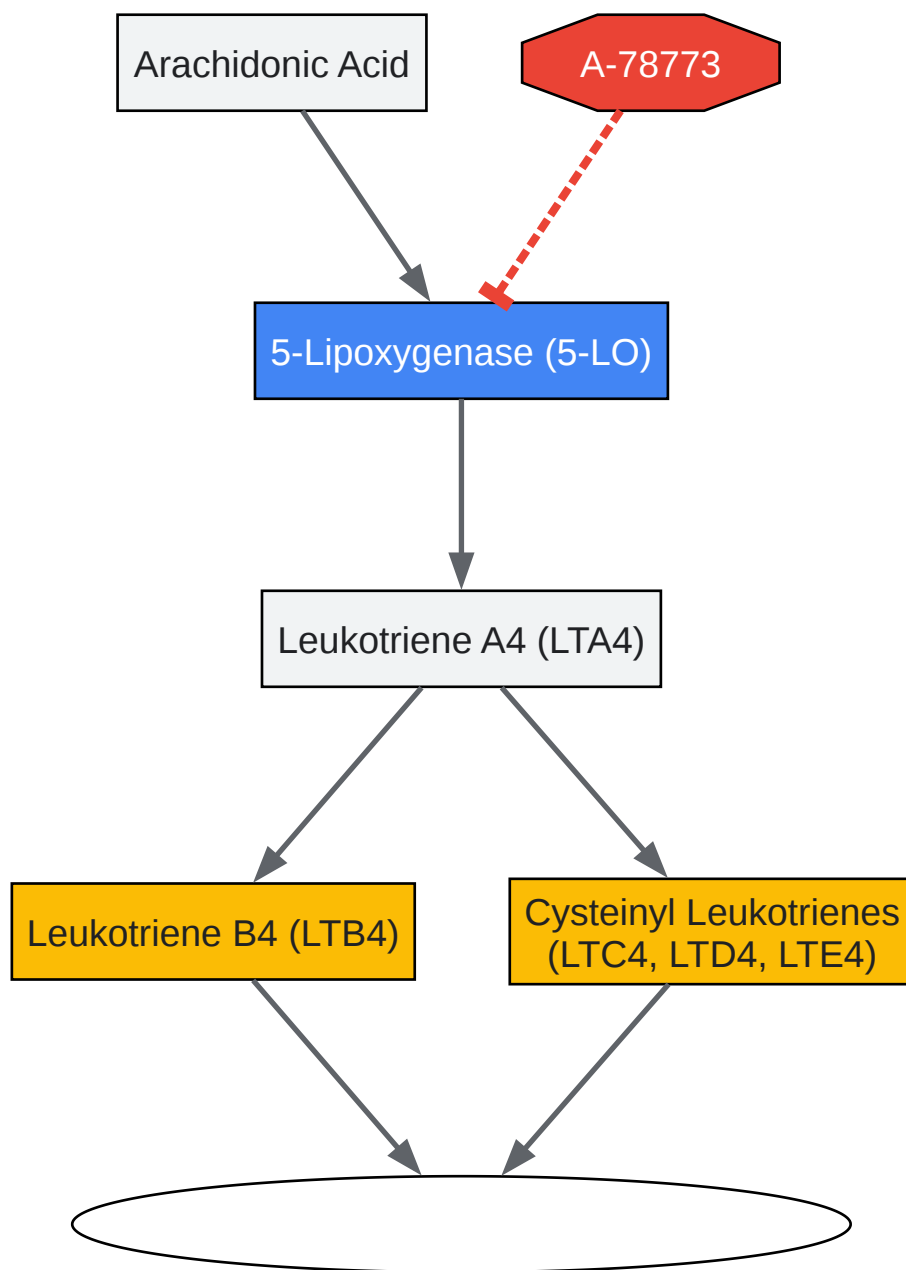 Arachidonic Acid
A-78773
5-Lipoxygenase (5-LO)
Leukotriene A4 (LTA4)
Leukotriene B4 (LTB4)
Cysteinyl Leukotrienes
(LTC4, LTD4, LTE4)